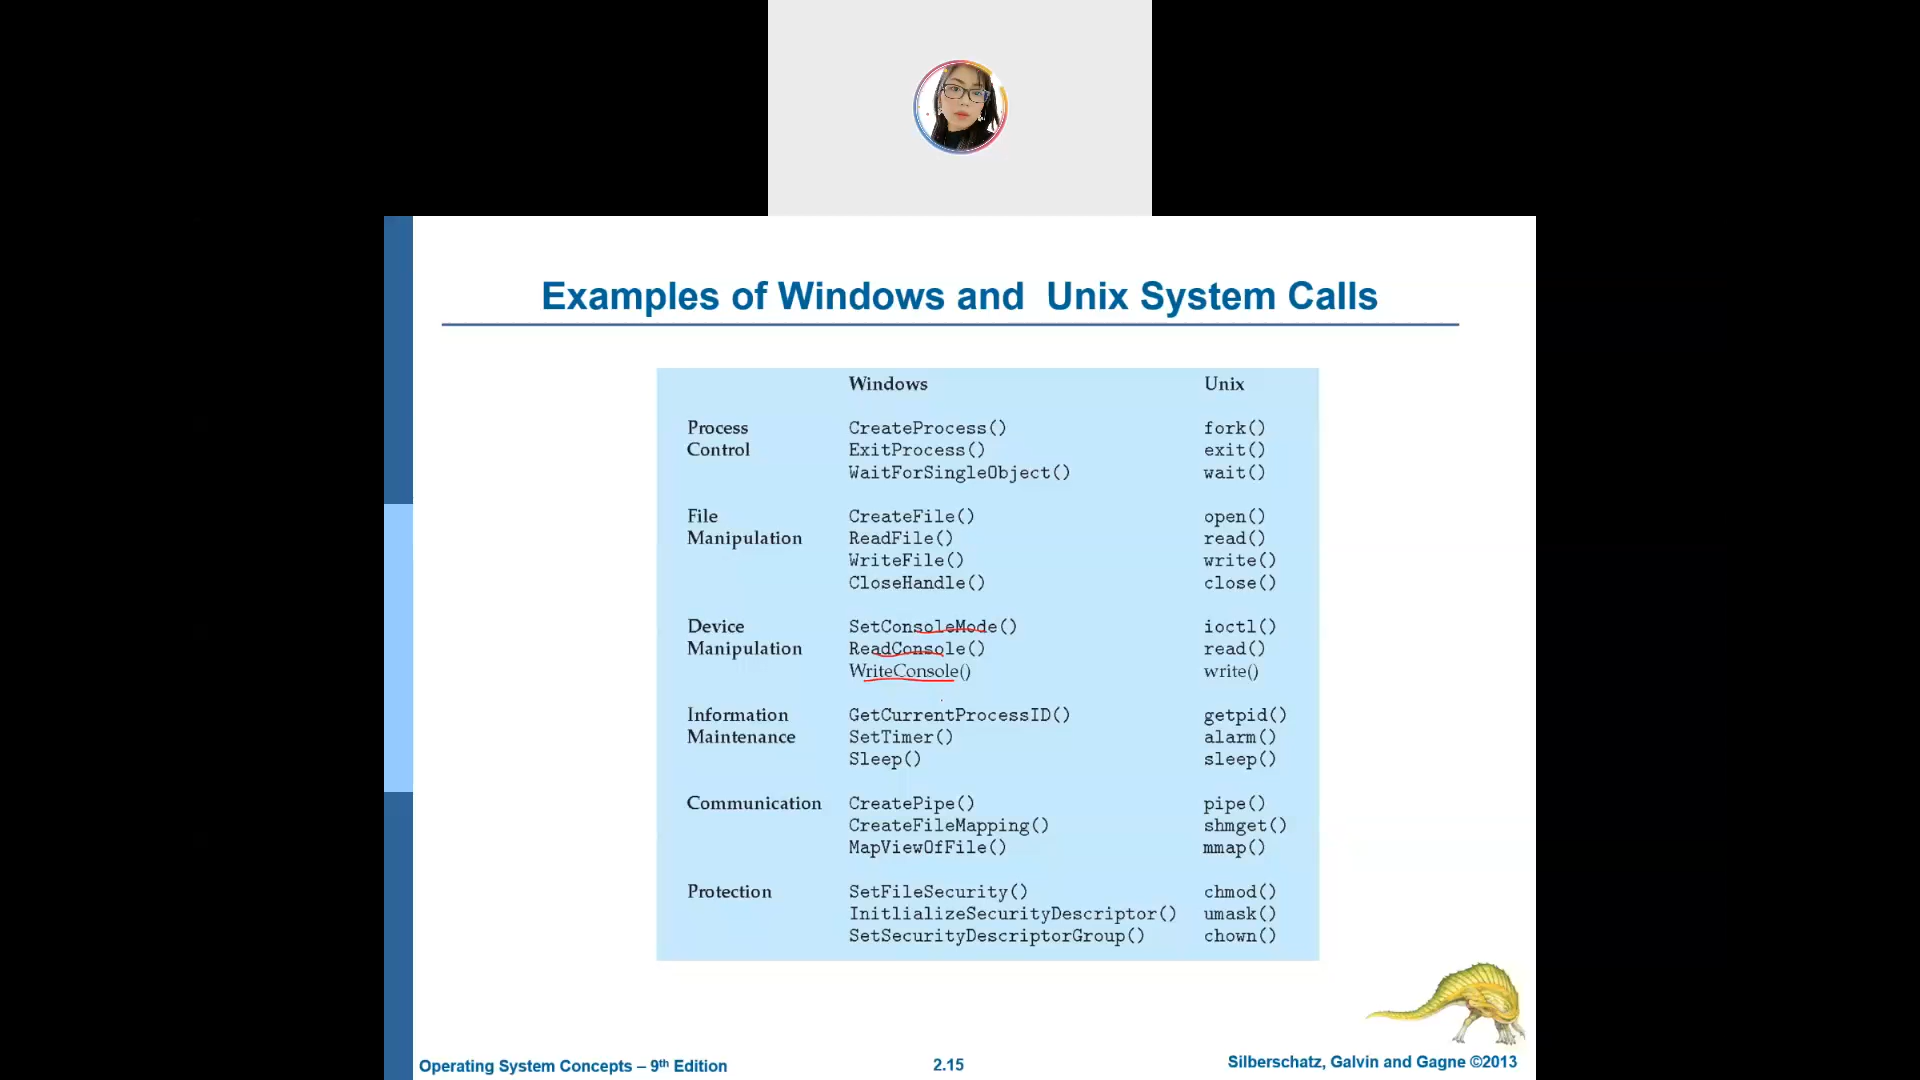 Examples of Windows and Unix System Calls
Windows Unix
Process CreateProcess() fork()
Control ExitProcess() exit()
WaitForSingleObject() wait()
File CreateFile() open()
Manipulation ReadFile() read()
WriteFile() write()
CloseHandle() close()
Device SetConsoleMode() ioctl()
Manipulation ReadConsole() read()
WriteConsole() write()
Information GetCurrentProcessID() getpid()
Maintenance SetTimer() alarm()
Sleep() sleep()
Communication CreatePipe() pipe()
CreateFileMapping() shmget()
MapViewOfFile() mmap()
Protection SetFileSecurity() chmod()
InitlializeSecurityDescriptor() umask()
SetSecurityDescriptorGroup() chown()
Operating System Concepts – 9th Edition 2.15 Silberschatz, Galvin and Gagne ©2013